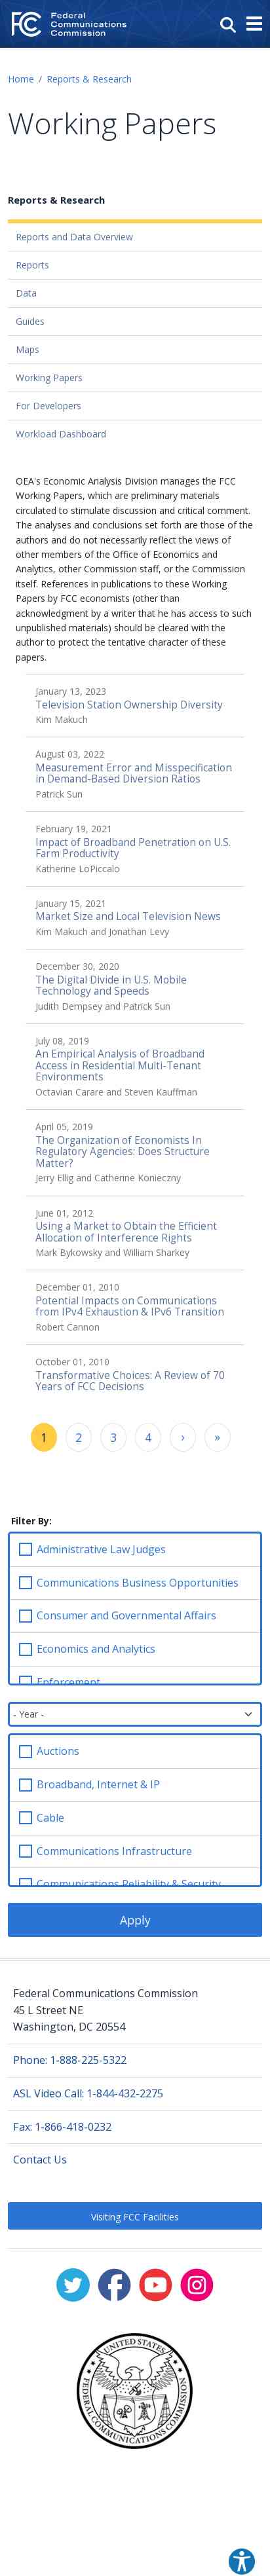 Federal
Communications
Commission
Home / Reports & Research
Working Papers
Reports & Research
Reports and Data Overview
Reports
Data
Guides
Maps
Working Papers
For Developers
Workload Dashboard
OEA's Economic Analysis Division manages the FCC
Working Papers, which are preliminary materials
circulated to stimulate discussion and critical comment.
The analyses and conclusions set forth are those of the
authors and do not necessarily reflect the views of
other members of the Office of Economics and
Analytics, other Commission staff, or the Commission
itself. References in publications to these Working
Papers by FCC economists (other than
acknowledgment by a writer that he has access to such
unpublished materials) should be cleared with the
author to protect the tentative character of these
papers.
January 13, 2023
Television Station Ownership Diversity
Kim Makuch
August 03, 2022
Measurement Error and Misspecification
in Demand-Based Diversion Ratios
Patrick Sun
February 19, 2021
Impact of Broadband Penetration on U.S.
Farm Productivity
Katherine LoPiccalo
January 15, 2021
Market Size and Local Television News
Kim Makuch and Jonathan Levy
December 30, 2020
The Digital Divide in U.S. Mobile
Technology and Speeds
Judith Dempsey and Patrick Sun
July 08, 2019
An Empirical Analysis of Broadband
Access in Residential Multi-Tenant
Environments
Octavian Carare and Steven Kauffman
April 05, 2019
The Organization of Economists In
Regulatory Agencies: Does Structure
Matter?
Jerry Ellig and Catherine Konieczny
June 01, 2012
Using a Market to Obtain the Efficient
Allocation of Interference Rights
Mark Bykowsky and William Sharkey
December 01, 2010
Potential Impacts on Communications
from IPv4 Exhaustion & IPv6 Transition
Robert Cannon
October 01, 2010
Transformative Choices: A Review of 70
Years of FCC Decisions
1 2 3 4 › »
Filter By:
Administrative Law Judges
Communications Business Opportunities
Consumer and Governmental Affairs
Economics and Analytics
Enforcement
- Year -
Auctions
Broadband, Internet & IP
Cable
Communications Infrastructure
Communications Reliability & Security
Apply
Federal Communications Commission
45 L Street NE
Washington, DC 20554
Phone: 1-888-225-5322
ASL Video Call: 1-844-432-2275
Fax: 1-866-418-0232
Contact Us
Visiting FCC Facilities
UNITED STATES OF AMERICA
FEDERAL COMMUNICATIONS COMMISSION